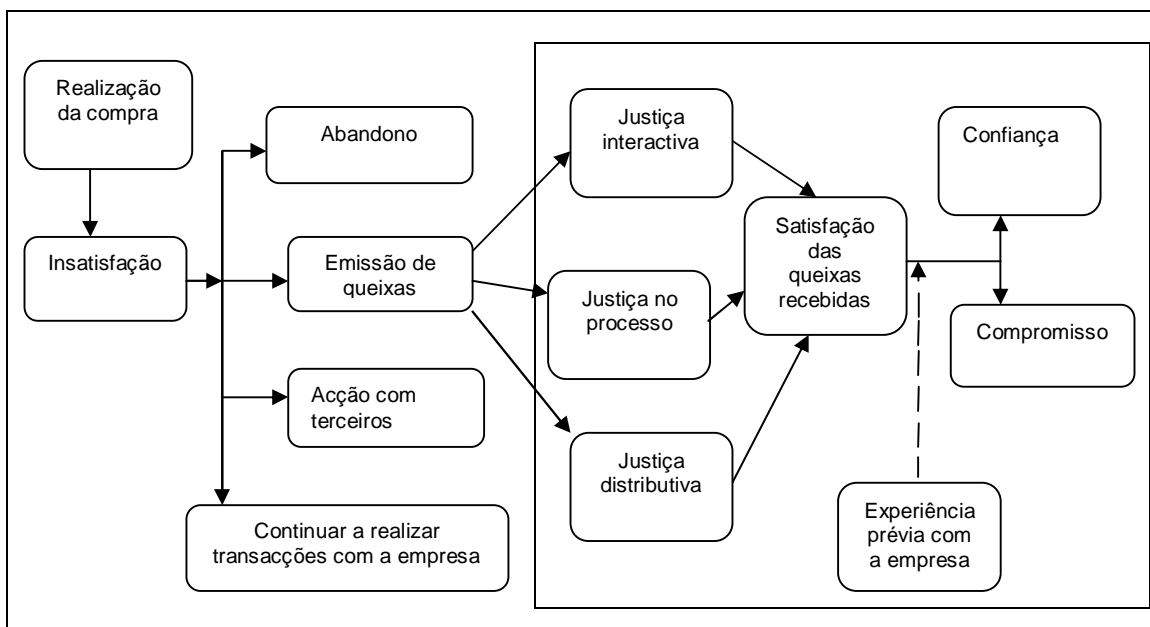 Realização
da compra
Insatisfação
Abandono
Emissão de
queixas
Acção com
terceiros
Continuar a realizar
transacções com a empresa
Justiça
interactiva
Justiça no
processo
Justiça
distributiva
Satisfação
das
queixas
recebidas
Confiança
Compromisso
Experiência
prévia com
a empresa